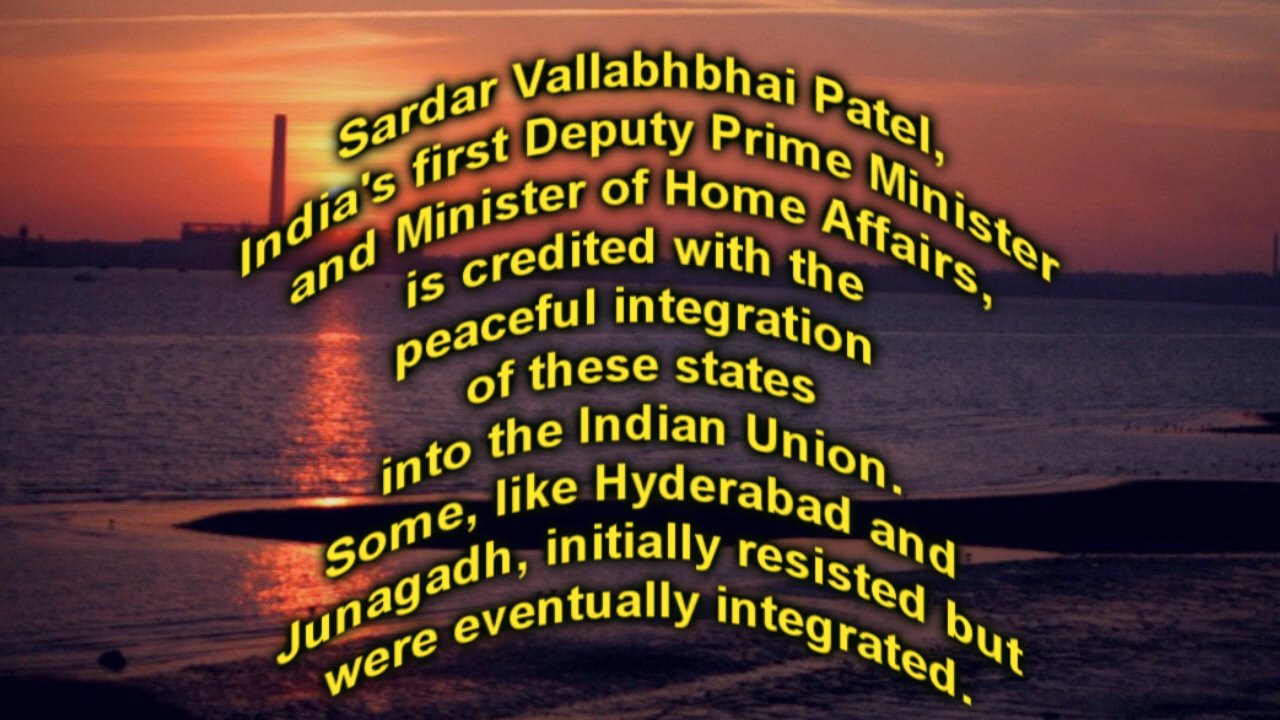 Sardar Vallabhbhai Patel,
India's first Deputy Prime Minister
and Minister of Home Affairs,
is credited with the
peaceful integration
of these states
into the Indian Union.
Some, like Hyderabad and
Junagadh, initially resisted but
were eventually integrated.